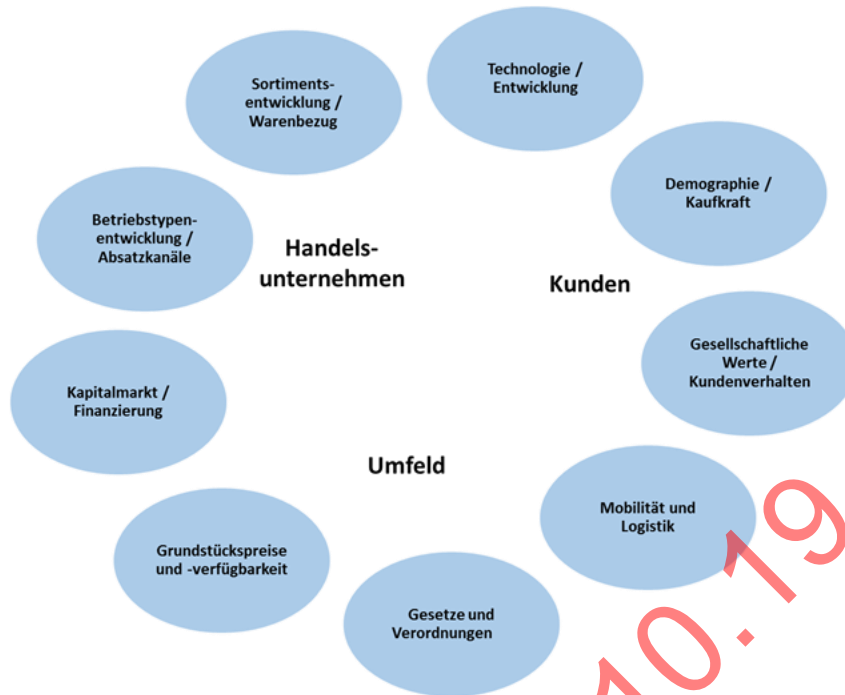 Technologie /
Entwicklung
Sortiments-
entwicklung /
Warenbezug
Demographie /
Kaufkraft
Betriebstypen-
entwicklung /
Absatzkanäle
Handels-
unternehmen
Kunden
Gesellschaftliche
Werte /
Kundenverhalten
Kapitalmarkt /
Finanzierung
Umfeld
Mobilität und
Logistik
Grundstückspreise
und -verfügbarkeit
Gesetze und
Verordnungen
10.19